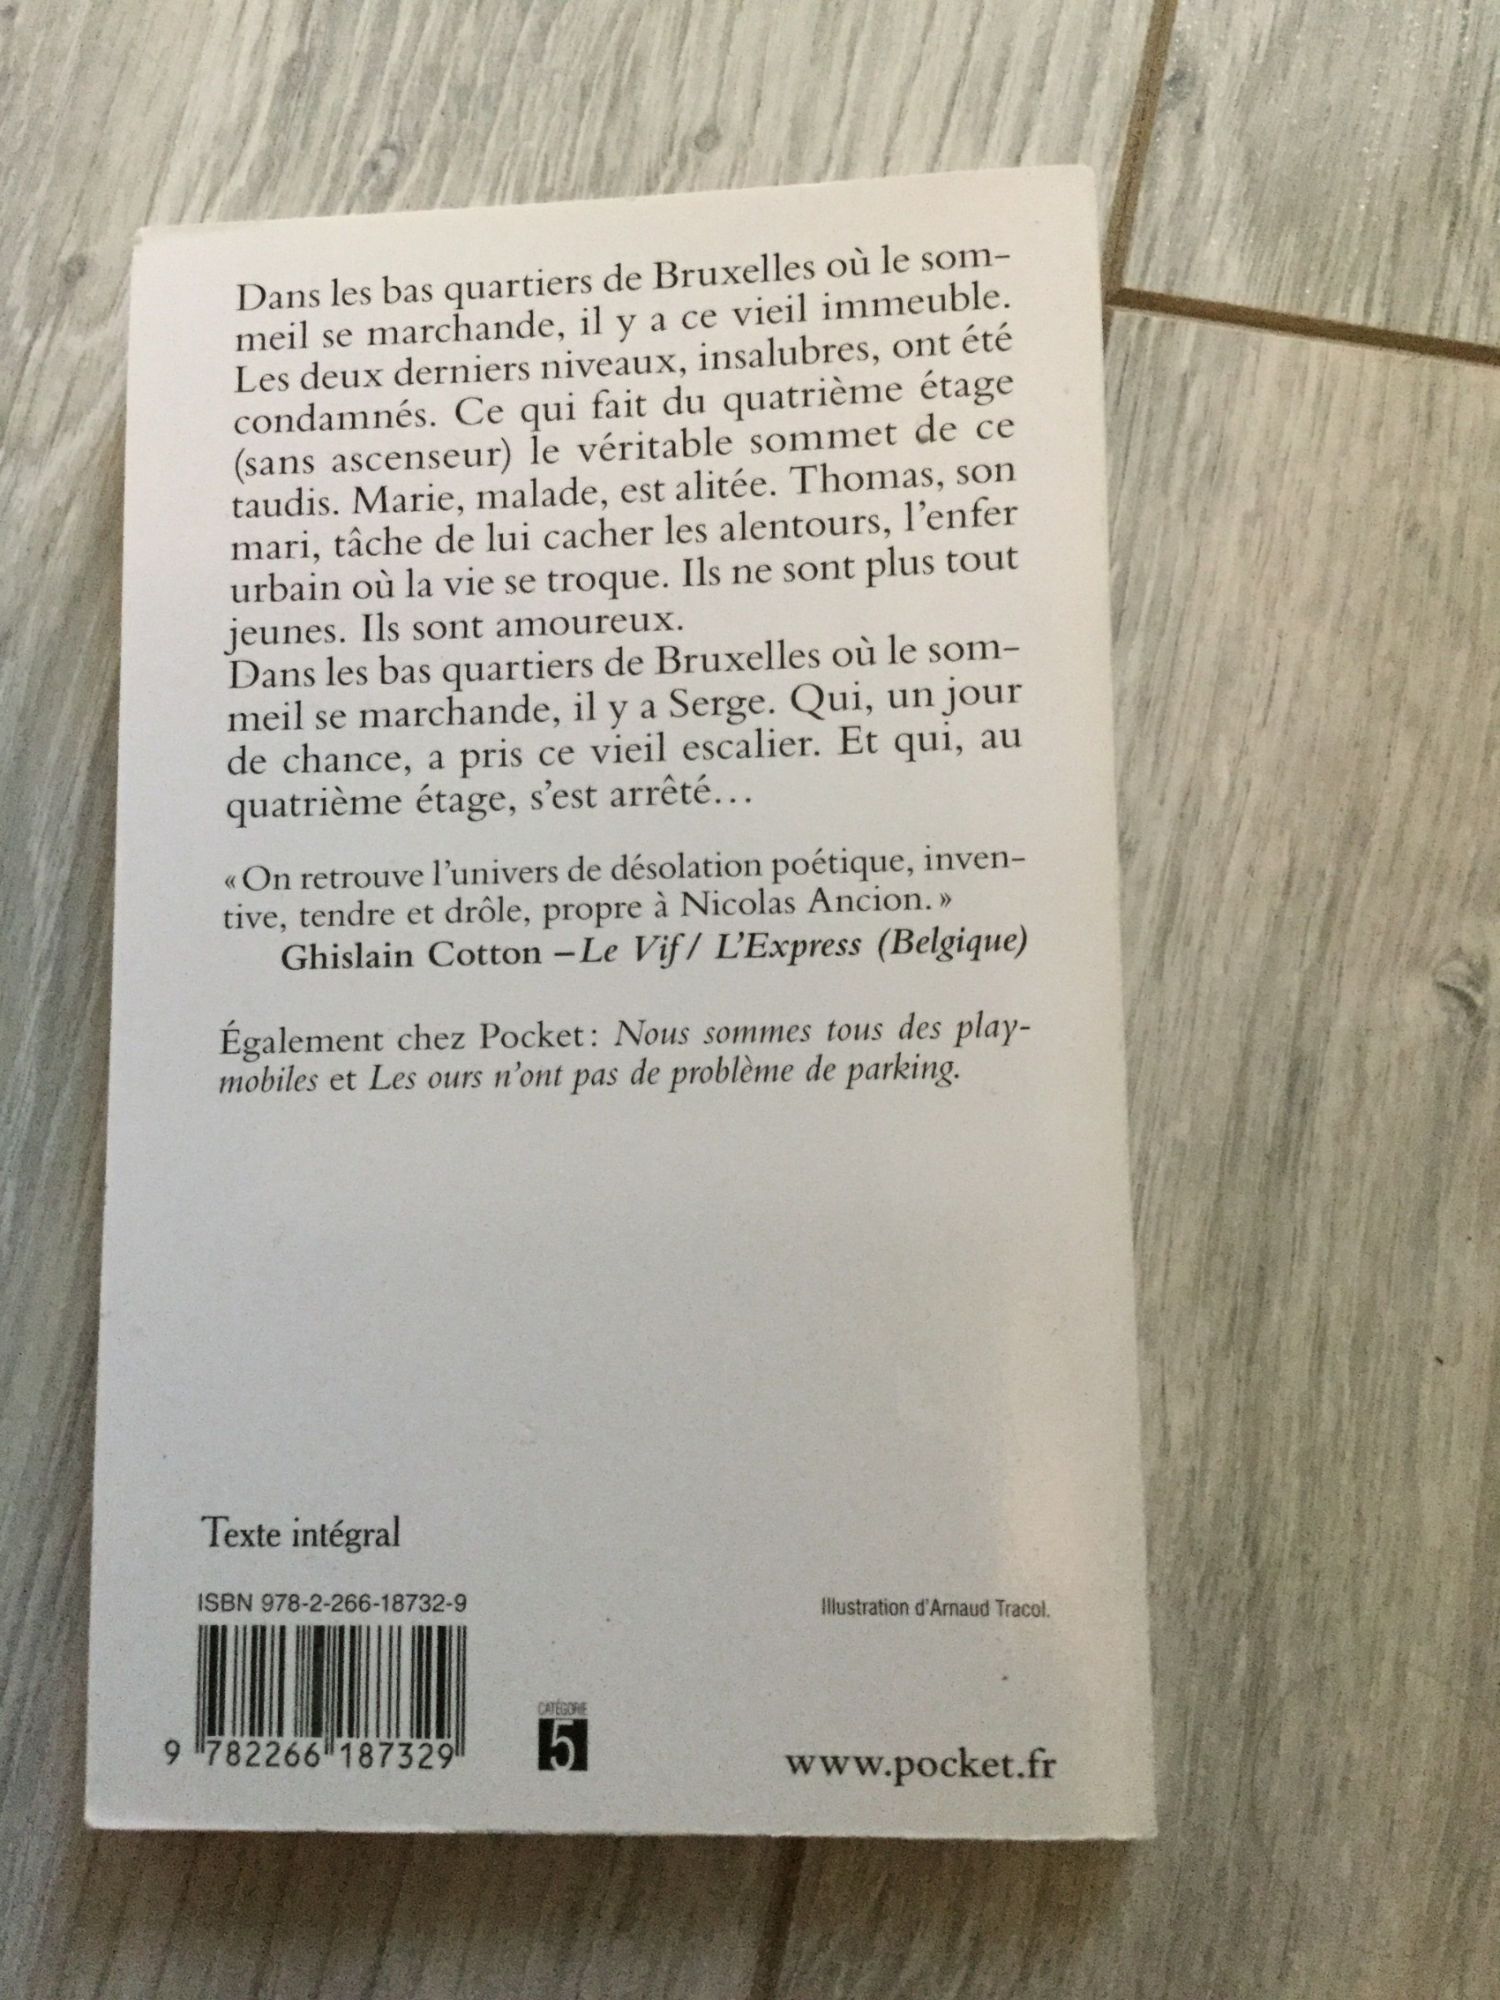 Dans les bas quartiers de Bruxelles où le som-
meil se marchande, il y a ce vieil immeuble.
Les deux derniers niveaux, insalubres, ont été
condamnés. Ce qui fait du quatrième étage
(sans ascenseur) le véritable sommet de ce
taudis. Marie, malade, est alitée. Thomas, son
mari, tâche de lui cacher les alentours, l'enfer
urbain où la vie se troque. Ils ne sont plus tout
jeunes. Ils sont amoureux.
Dans les bas quartiers de Bruxelles où le som-
meil se marchande, il y a Serge. Qui, un jour
de chance, a pris ce vieil escalier. Et qui, au
quatrième étage, s'est arrêté...
« On retrouve l'univers de désolation poétique, inven-
tive, tendre et drôle, propre à Nicolas Ancion. »
Ghislain Cotton – Le Vif / L'Express (Belgique)
Également chez Pocket : Nous sommes tous des play-
mobiles et Les ours n'ont pas de problème de parking.
Texte intégral
ISBN 978-2-266-18732-9
Illustration d'Arnaud Tracol.
CATÉGORIE
5
9 782266 187329
www.pocket.fr